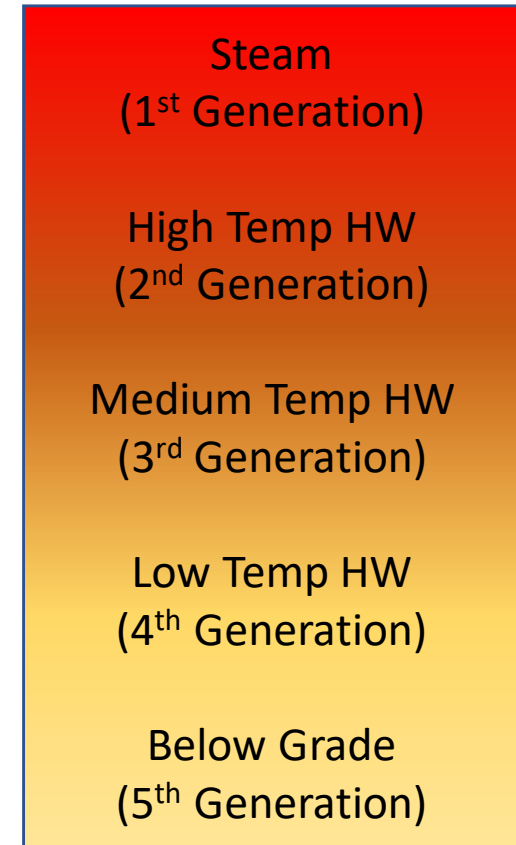 Steam
(1st Generation)
High Temp HW
(2nd Generation)
Medium Temp HW
(3rd Generation)
Low Temp HW
(4th Generation)
Below Grade
(5th Generation)